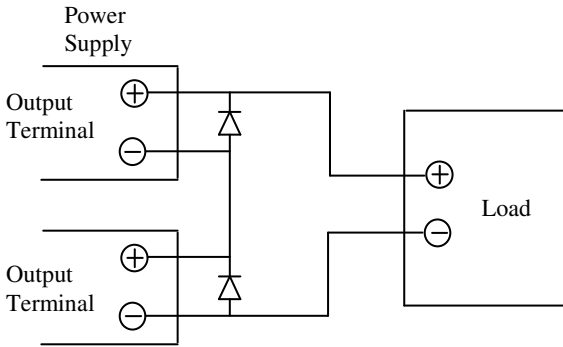 Power
Supply
Output
Terminal
+
−
+
−
Load
Output
Terminal
+
−